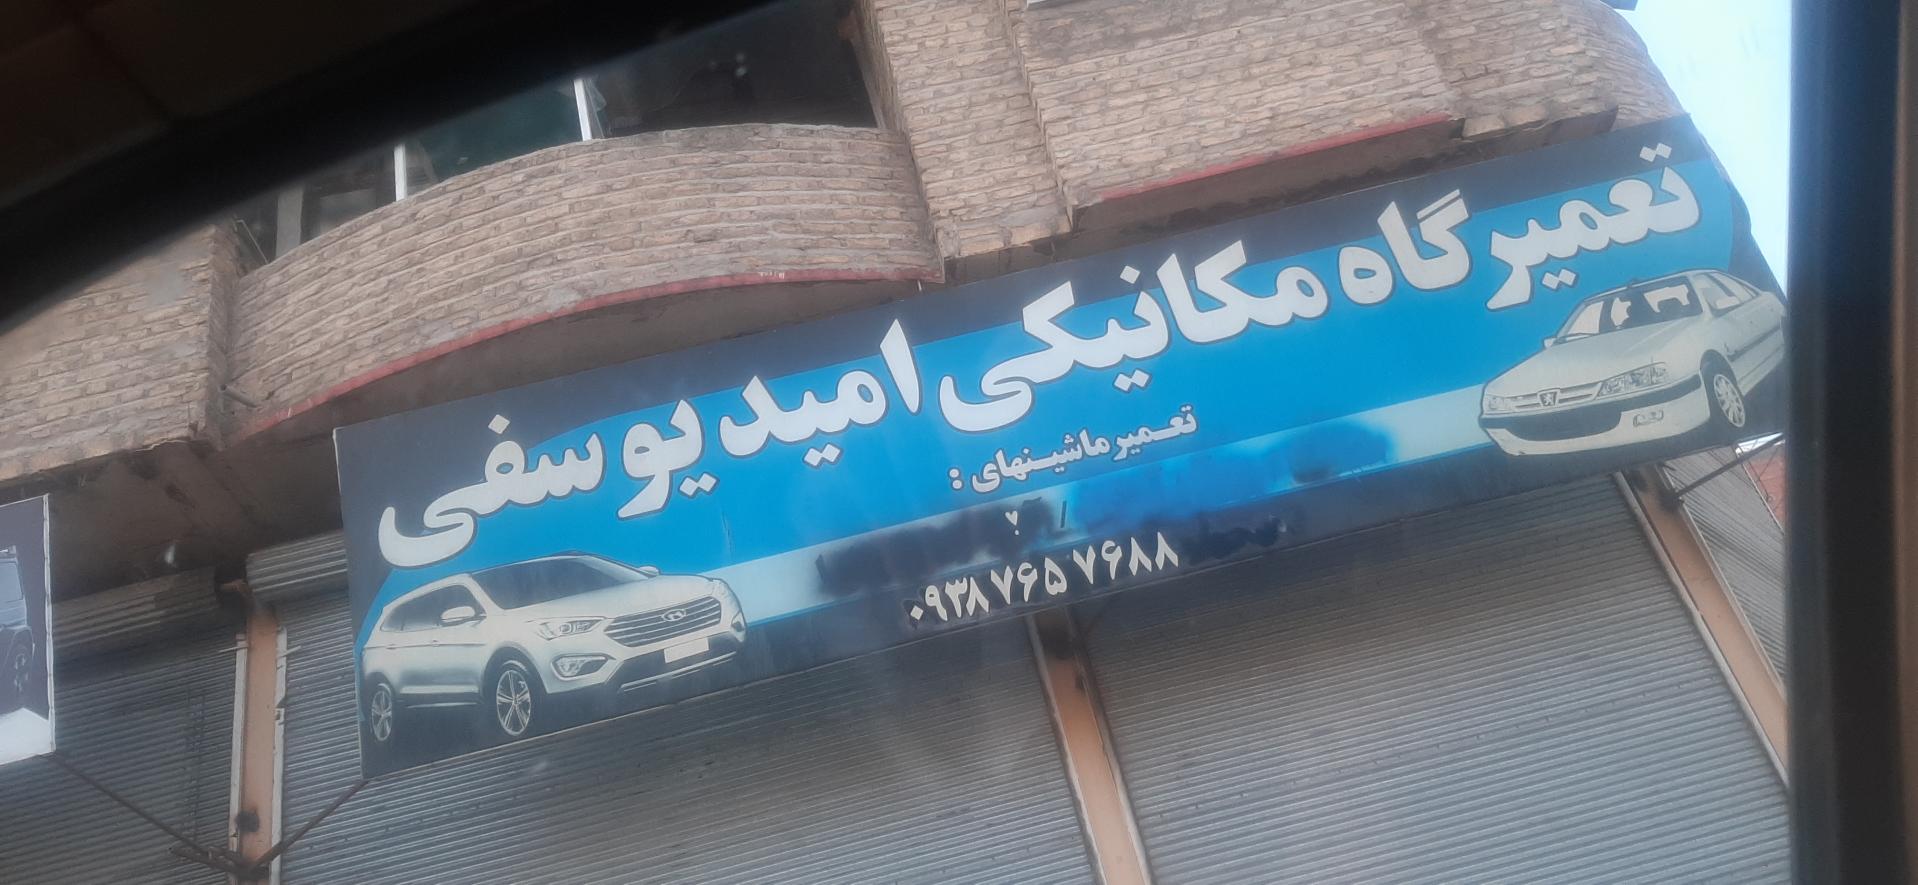 تعمیرگاه مکانیکی امید یوسفی
تعمیر ماشینهای :
۰۹۳۸ ۷۶۵ ۷۶۸۸